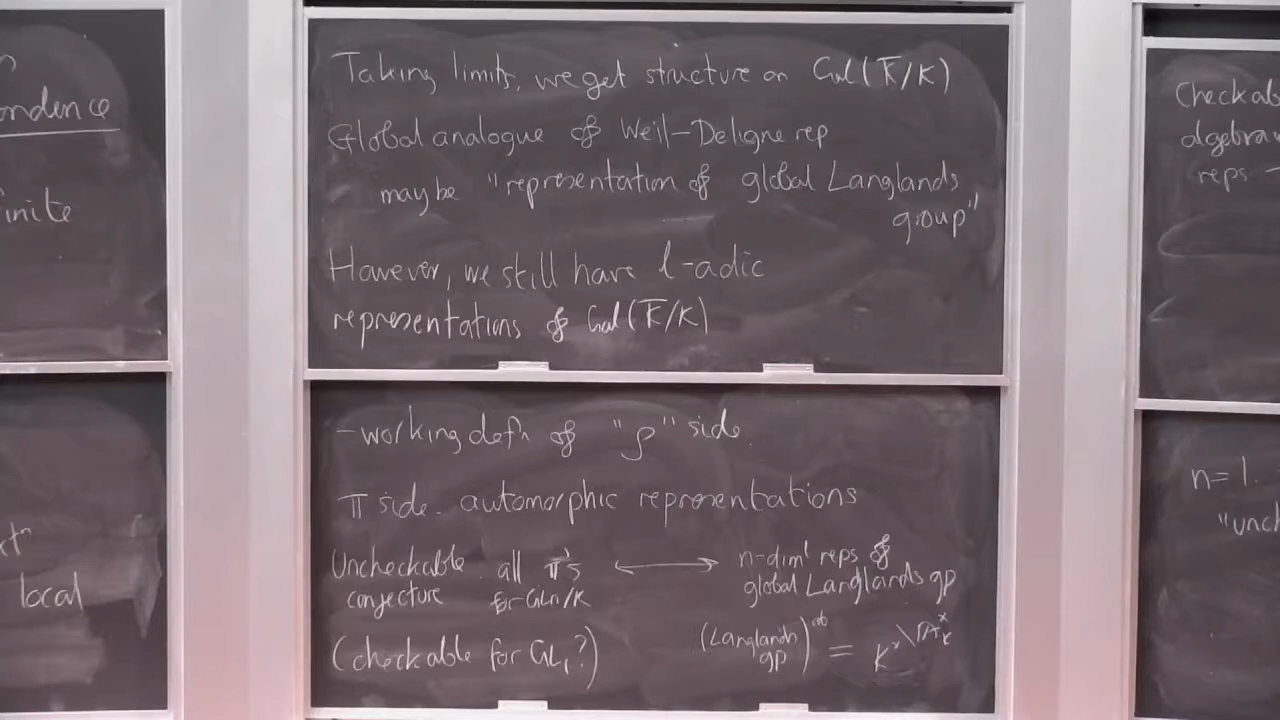 Taking limits, we get structure on Gal(K̅/K)
Global analogue of Weil-Deligne rep
maybe "representation of global Langlands
group"
However, we still have l-adic
representations of Gal(K̅/K)
-working defn of "ρ" side.
π side. automorphic representations
Uncheckable conjecture. all π's for GLn/K ⟷ n-dim'l reps of global Langlands gp
(checkable for GL₁?) (Langlands gp)^ab = K^×\𝔸_K^×
finite
local
Checkab
algebra
reps
n=1.
"unch